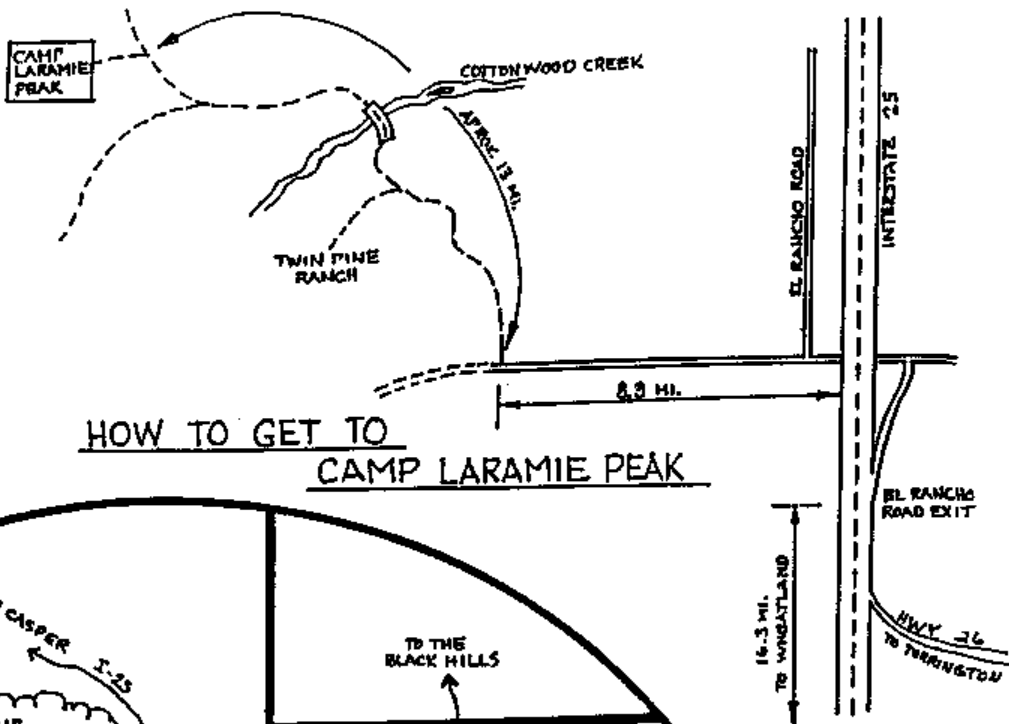 CAMP
LARAMIE
PEAK
COTTONWOOD CREEK
APROX. 13 MI.
TWIN PINE
RANCH
EL RANCHO ROAD
INTERSTATE 25
HOW TO GET TO
CAMP LARAMIE PEAK
EL RANCHO
ROAD EXIT
TO WHEATLAND
HWY 26
TO TORRINGTON
CASPER I-25
TO THE
BLACK HILLS